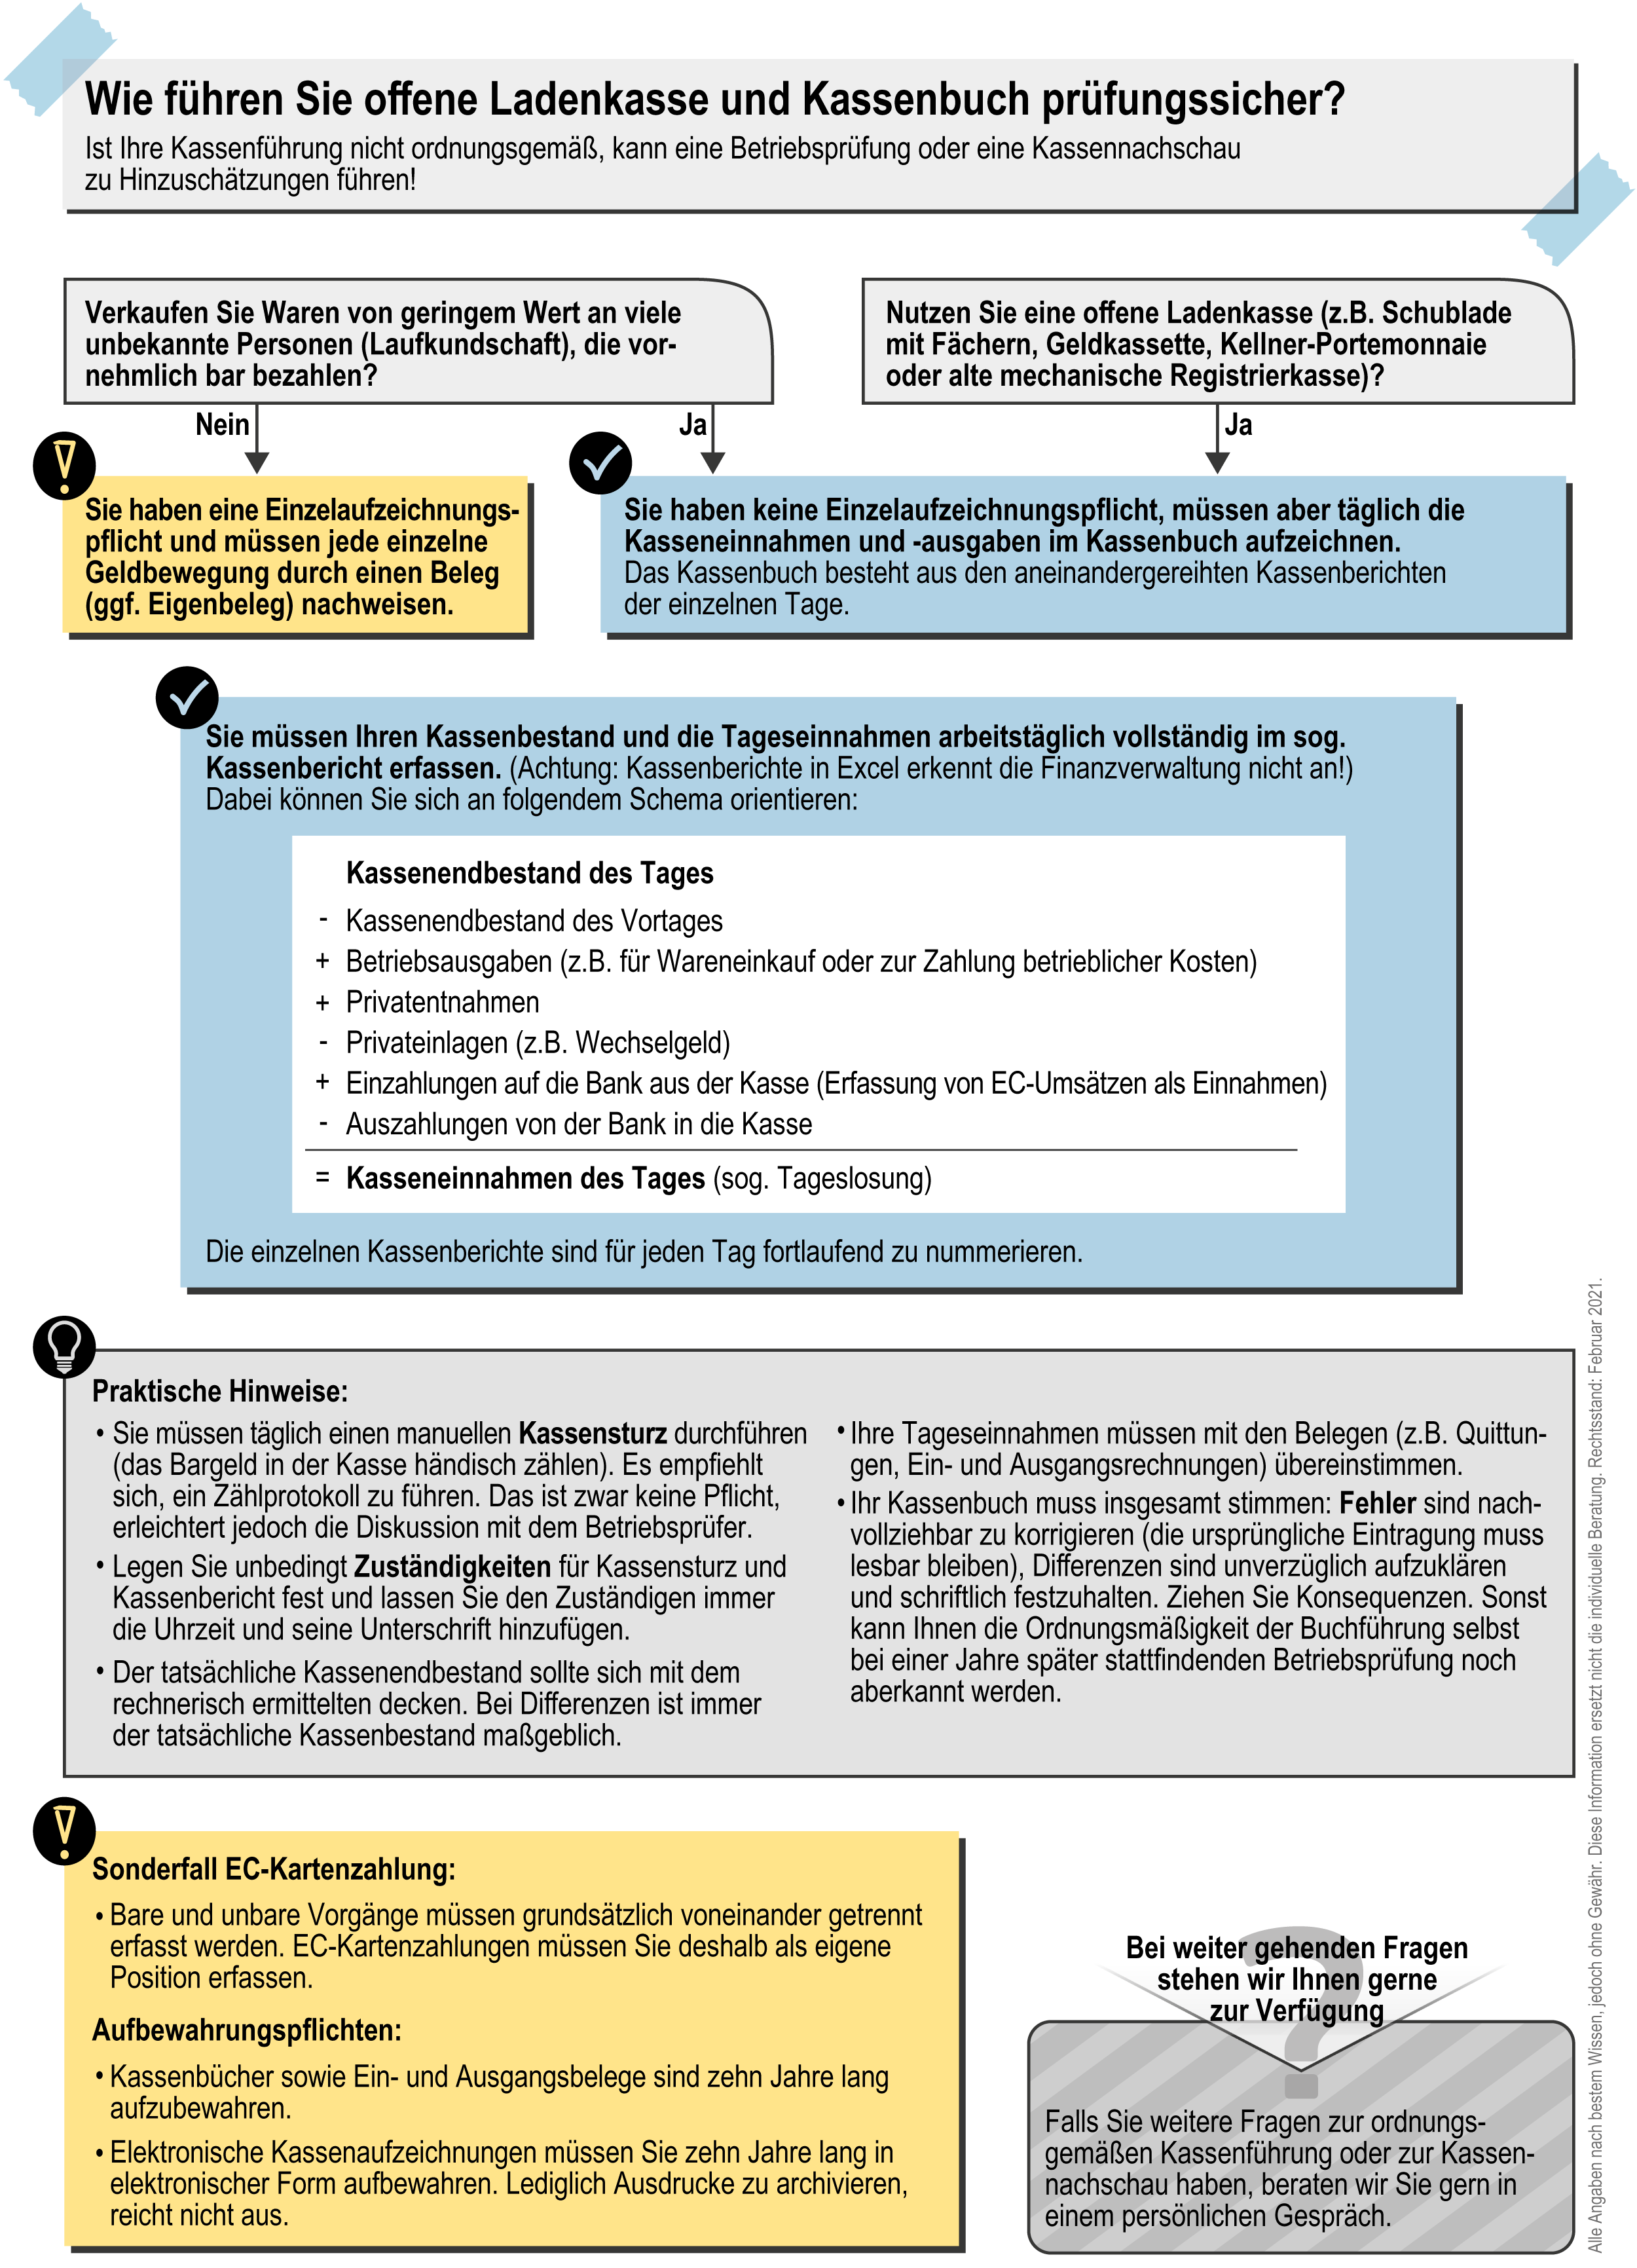 Wie führen Sie offene Ladenkasse und Kassenbuch prüfungssicher?
Ist Ihre Kassenführung nicht ordnungsgemäß, kann eine Betriebsprüfung oder eine Kassennachschau
zu Hinzuschätzungen führen!
Verkaufen Sie Waren von geringem Wert an viele
unbekannte Personen (Laufkundschaft), die vor-
nehmlich bar bezahlen?
Nutzen Sie eine offene Ladenkasse (z.B. Schublade
mit Fächern, Geldkassette, Kellner-Portemonnaie
oder alte mechanische Registrierkasse)?
Nein
Ja
Ja
Sie haben eine Einzelaufzeichnungs-
pflicht und müssen jede einzelne
Geldbewegung durch einen Beleg
(ggf. Eigenbeleg) nachweisen.
Sie haben keine Einzelaufzeichnungspflicht, müssen aber täglich die
Kasseneinnahmen und -ausgaben im Kassenbuch aufzeichnen.
Das Kassenbuch besteht aus den aneinandergereihten Kassenberichten
der einzelnen Tage.
Sie müssen Ihren Kassenbestand und die Tageseinnahmen arbeitstäglich vollständig im sog.
Kassenbericht erfassen. (Achtung: Kassenberichte in Excel erkennt die Finanzverwaltung nicht an!)
Dabei können Sie sich an folgendem Schema orientieren:
Kassenendbestand des Tages
- Kassenendbestand des Vortages
+ Betriebsausgaben (z.B. für Wareneinkauf oder zur Zahlung betrieblicher Kosten)
+ Privatentnahmen
- Privateinlagen (z.B. Wechselgeld)
+ Einzahlungen auf die Bank aus der Kasse (Erfassung von EC-Umsätzen als Einnahmen)
- Auszahlungen von der Bank in die Kasse
= Kasseneinnahmen des Tages (sog. Tageslosung)
Die einzelnen Kassenberichte sind für jeden Tag fortlaufend zu nummerieren.
Praktische Hinweise:
• Sie müssen täglich einen manuellen Kassensturz durchführen
(das Bargeld in der Kasse händisch zählen). Es empfiehlt
sich, ein Zählprotokoll zu führen. Das ist zwar keine Pflicht,
erleichtert jedoch die Diskussion mit dem Betriebsprüfer.
• Legen Sie unbedingt Zuständigkeiten für Kassensturz und
Kassenbericht fest und lassen Sie den Zuständigen immer
die Uhrzeit und seine Unterschrift hinzufügen.
• Der tatsächliche Kassenendbestand sollte sich mit dem
rechnerisch ermittelten decken. Bei Differenzen ist immer
der tatsächliche Kassenbestand maßgeblich.
• Ihre Tageseinnahmen müssen mit den Belegen (z.B. Quittun-
gen, Ein- und Ausgangsrechnungen) übereinstimmen.
• Ihr Kassenbuch muss insgesamt stimmen: Fehler sind nach-
vollziehbar zu korrigieren (die ursprüngliche Eintragung muss
lesbar bleiben), Differenzen sind unverzüglich aufzuklären
und schriftlich festzuhalten. Ziehen Sie Konsequenzen. Sonst
kann Ihnen die Ordnungsmäßigkeit der Buchführung selbst
bei einer Jahre später stattfindenden Betriebsprüfung noch
aberkannt werden.
Sonderfall EC-Kartenzahlung:
• Bare und unbare Vorgänge müssen grundsätzlich voneinander getrennt
erfasst werden. EC-Kartenzahlungen müssen Sie deshalb als eigene
Position erfassen.
Aufbewahrungspflichten:
• Kassenbücher sowie Ein- und Ausgangsbelege sind zehn Jahre lang
aufzubewahren.
• Elektronische Kassenaufzeichnungen müssen Sie zehn Jahre lang in
elektronischer Form aufbewahren. Lediglich Ausdrucke zu archivieren,
reicht nicht aus.
?
Bei weiter gehenden Fragen
stehen wir Ihnen gerne
zur Verfügung
Falls Sie weitere Fragen zur ordnungs-
gemäßen Kassenführung oder zur Kassen-
nachschau haben, beraten wir Sie gern in
einem persönlichen Gespräch.
Alle Angaben nach bestem Wissen, jedoch ohne Gewähr. Diese Information ersetzt nicht die individuelle Beratung. Rechtsstand: Februar 2021.